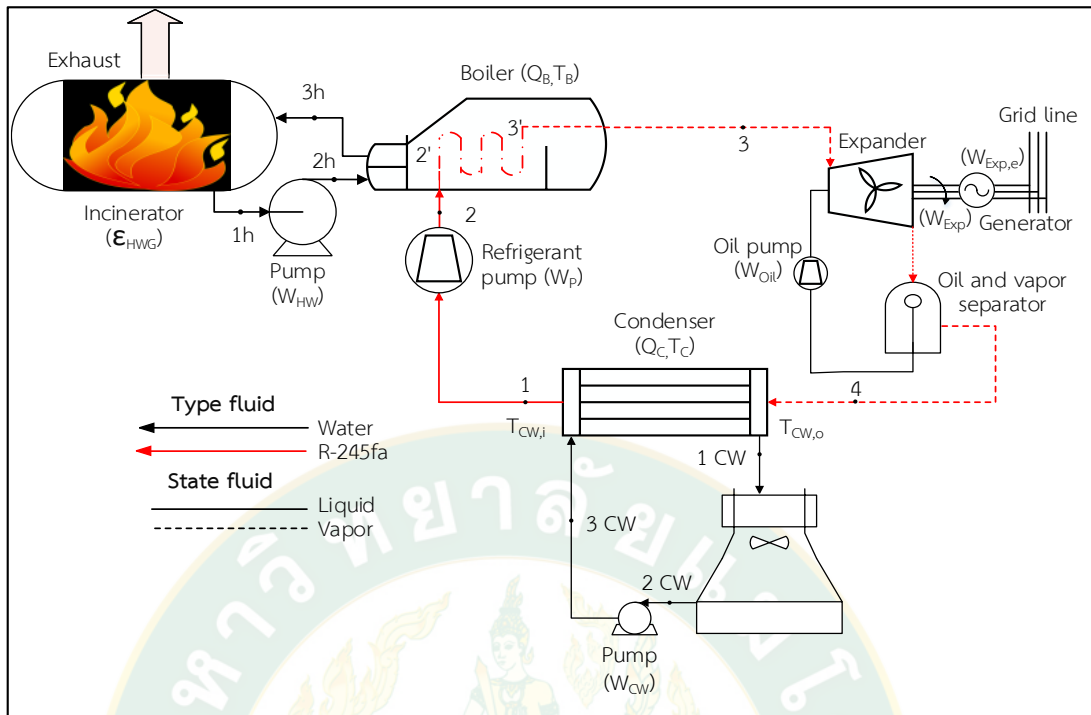 Exhaust
Incinerator
(ƐHWG)
3h
2h
1h
Pump
(WHW)
Boiler (QB,TB)
2'
3'
2
Refrigerant
pump (WP)
3
Expander
Grid line
(WExp,e)
Generator
(WExp)
Oil pump
(WOil)
Oil and vapor
separator
Condenser
(QC,TC)
1
4
TCW,i
TCW,o
1 CW
2 CW
3 CW
Pump
(WCW)
Type fluid
Water
R-245fa
State fluid
Liquid
Vapor